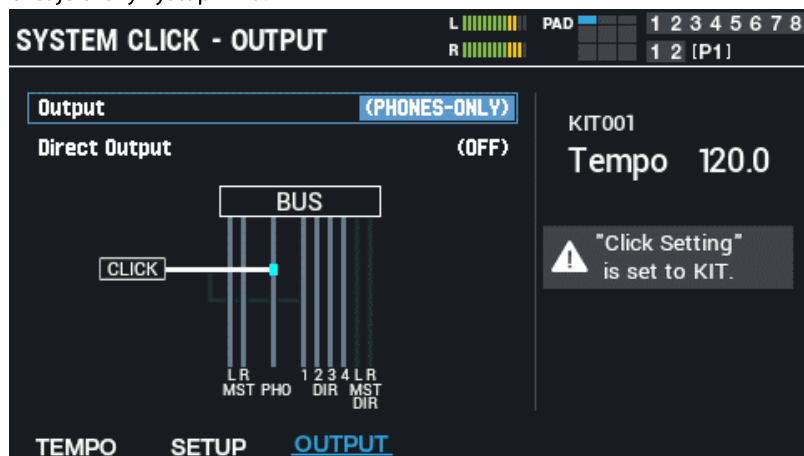 SYSTEM CLICK - OUTPUT
L
R
PAD
1 2 3 4 5 6 7 8
1 2 [P1]
Output (PHONES-ONLY)
Direct Output (OFF)
BUS
CLICK
L R 1 2 3 4 L R
MST PHO DIR MST
DIR
KIT001
Tempo 120.0
"Click Setting"
is set to KIT.
TEMPO SETUP OUTPUT